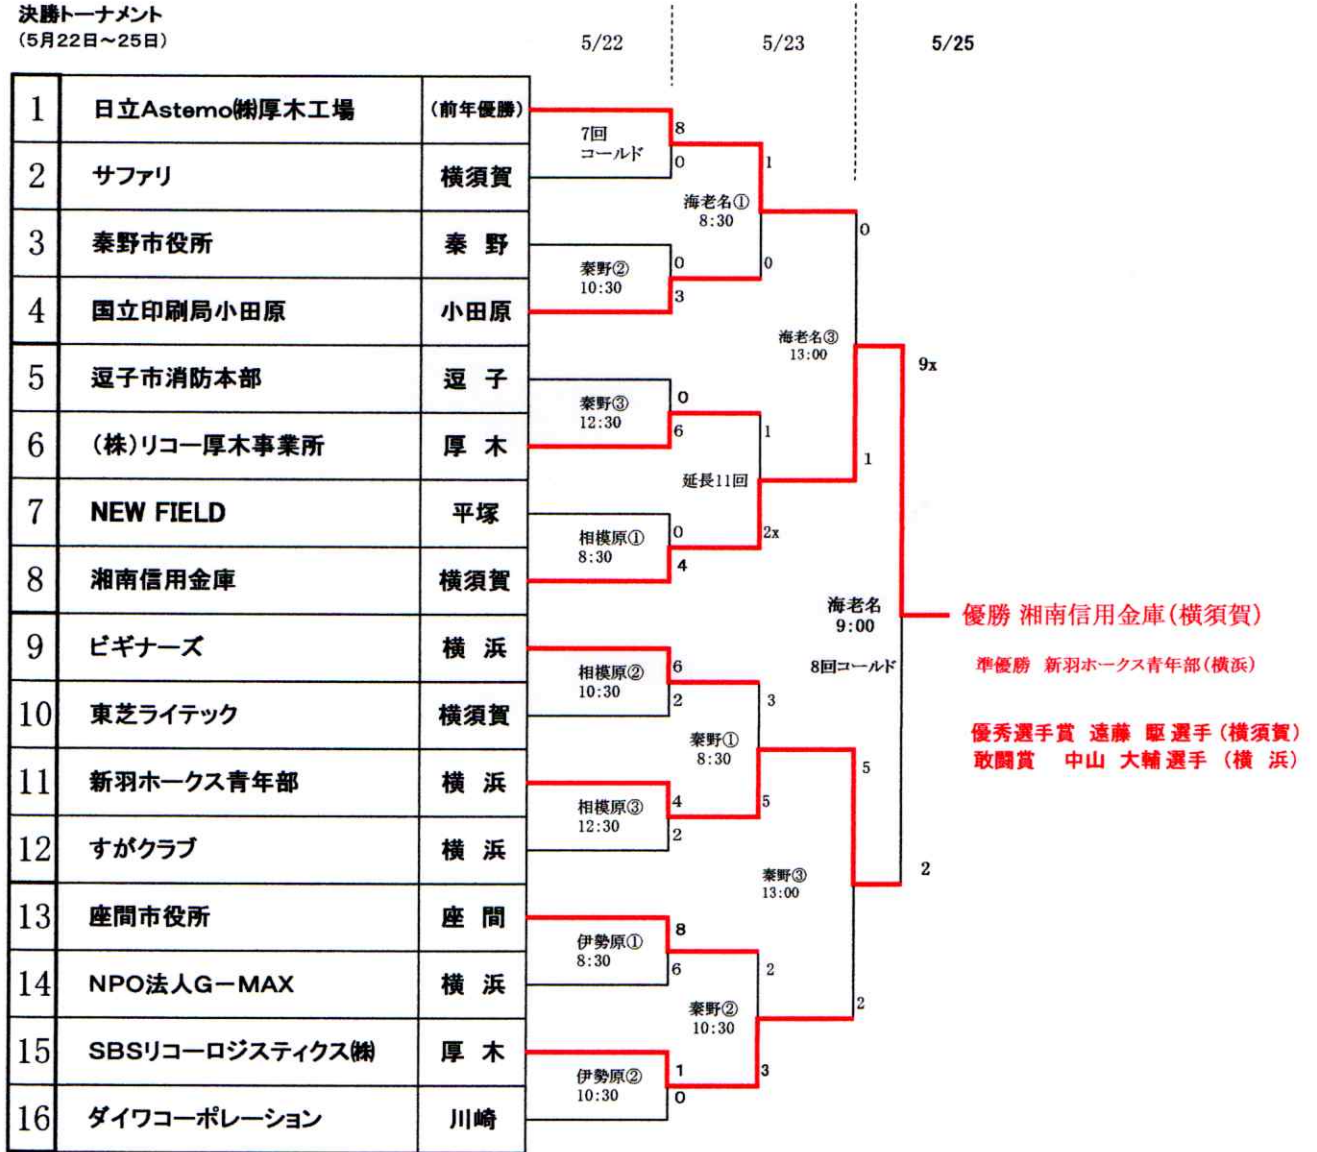 決勝トーナメント
(5月22日～25日)
5/22 5/23 5/25
1 日立Astemo㈱厚木工場 (前年優勝)
2 サファリ 横須賀
3 秦野市役所 秦 野
4 国立印刷局小田原 小田原
5 逗子市消防本部 逗 子
6 (株)リコー厚木事業所 厚 木
7 NEW FIELD 平塚
8 湘南信用金庫 横須賀
9 ビギナーズ 横 浜
10 東芝ライテック 横須賀
11 新羽ホークス青年部 横 浜
12 すがクラブ 横 浜
13 座間市役所 座 間
14 NPO法人G－MAX 横 浜
15 SBSリコーロジスティクス㈱ 厚 木
16 ダイワコーポレーション 川崎
7回
コールド
8
0
秦野②
10:30
0
3
秦野③
12:30
0
6
相模原①
8:30
0
4
相模原②
10:30
6
2
相模原③
12:30
4
2
伊勢原①
8:30
8
6
伊勢原②
10:30
1
0
海老名①
8:30
1
0
延長11回
1
2x
秦野①
8:30
3
5
秦野②
10:30
2
3
海老名③
13:00
0
1
秦野③
13:00
5
2
海老名
9:00
8回コールド
9x
2
優勝 湘南信用金庫(横須賀)
準優勝 新羽ホークス青年部(横浜)
優秀選手賞 遠藤 駆 選手 (横須賀)
敢闘賞 中山 大輔 選手 (横 浜)